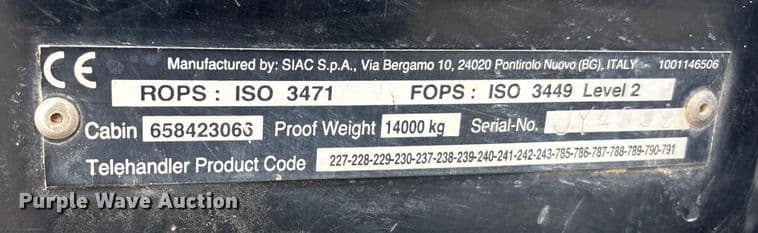 CE Manufactured by: SIAC S.p.A., Via Bergamo 10, 24020 Pontirolo Nuovo (BG), ITALY - 1001146506
ROPS : ISO 3471 FOPS : ISO 3449 Level 2
Cabin 658423066 Proof Weight 14000 kg Serial-No.
Telehandler Product Code 227-228-229-230-237-238-239-240-241-242-243-785-786-787-788-789-790-791
Purple Wave Auction